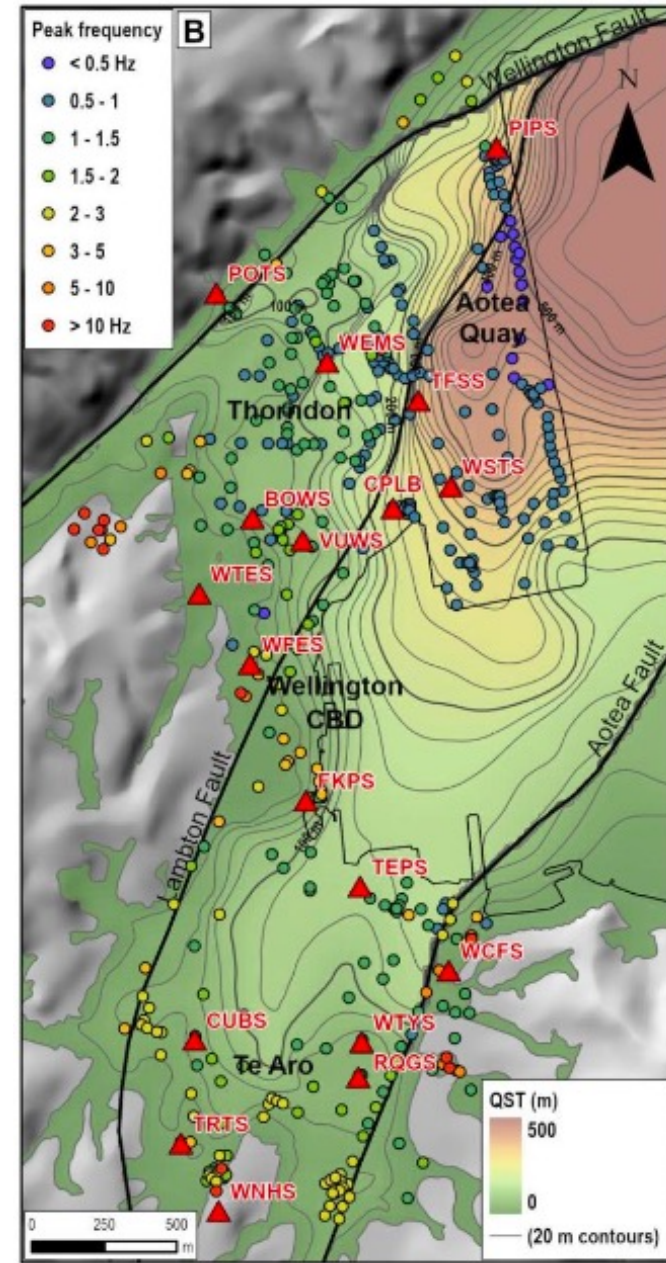 Peak frequency
< 0.5 Hz
0.5 - 1
1 - 1.5
1.5 - 2
2 - 3
3 - 5
5 - 10
> 10 Hz
B
Wellington Fault
N
PIPS
POTS
100 m
Aotea
Quay
500 m
WEMS
TFSS
Thorndon
WSTS
CPLB
BOWS
VUWS
WTES
WFES
Wellington
CBD
Aotea Fault
Lambton Fault
FKPS
TEPS
WCFS
CUBS
WTYS
Te Aro
RQGS
TRTS
WNHS
QST (m)
500
0
(20 m contours)
0 250 500
m